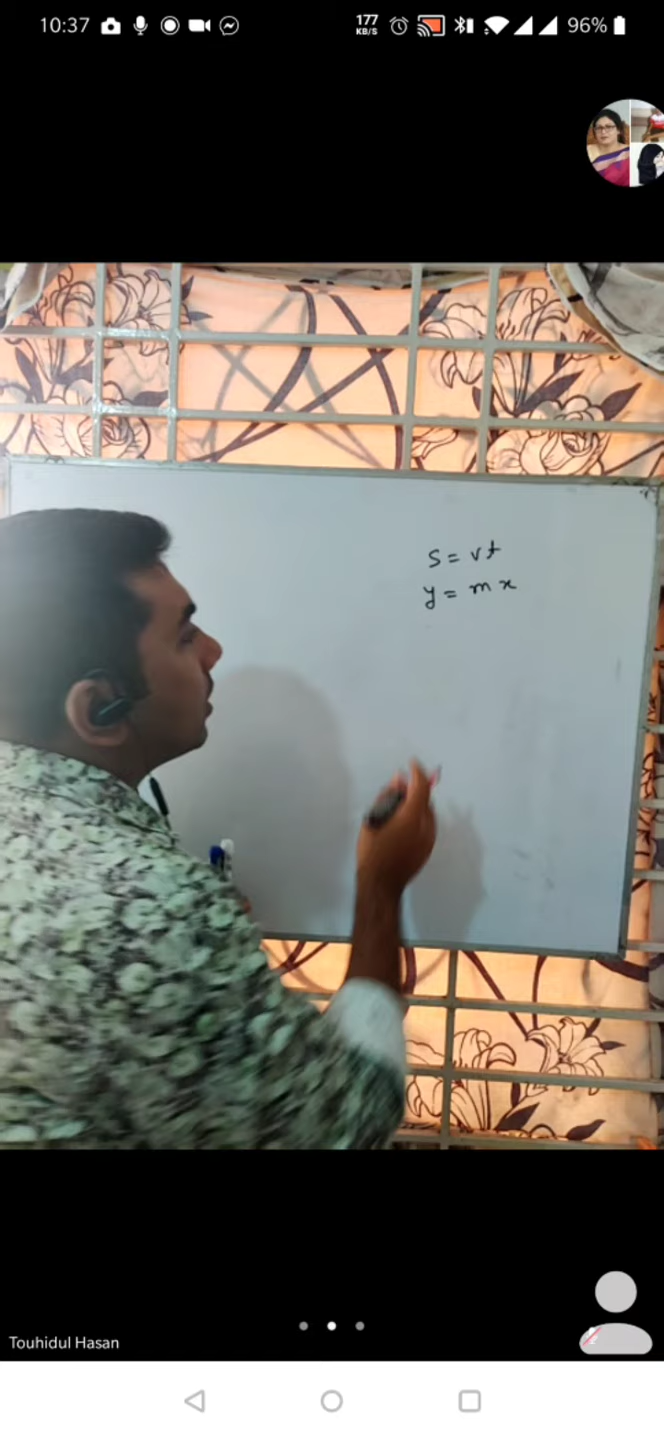 10:37
177
KB/S
96%
s = vt
y = mx
Touhidul Hasan